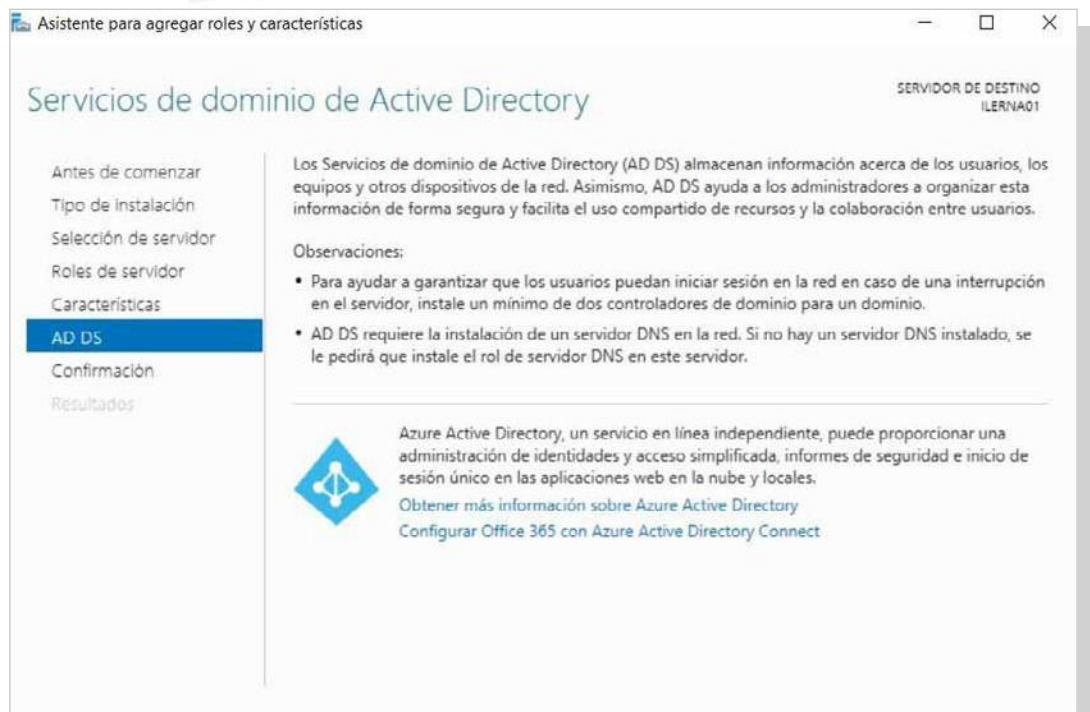 Asistente para agregar roles y características
Servicios de dominio de Active Directory
SERVIDOR DE DESTINO
ILERNA01
Antes de comenzar
Tipo de instalación
Selección de servidor
Roles de servidor
Características
AD DS
Confirmación
Resultados
Los Servicios de dominio de Active Directory (AD DS) almacenan información acerca de los usuarios, los
equipos y otros dispositivos de la red. Asimismo, AD DS ayuda a los administradores a organizar esta
información de forma segura y facilita el uso compartido de recursos y la colaboración entre usuarios.
Observaciones:
• Para ayudar a garantizar que los usuarios puedan iniciar sesión en la red en caso de una interrupción
en el servidor, instale un mínimo de dos controladores de dominio para un dominio.
• AD DS requiere la instalación de un servidor DNS en la red. Si no hay un servidor DNS instalado, se
le pedirá que instale el rol de servidor DNS en este servidor.
Azure Active Directory, un servicio en línea independiente, puede proporcionar una
administración de identidades y acceso simplificada, informes de seguridad e inicio de
sesión único en las aplicaciones web en la nube y locales.
Obtener más información sobre Azure Active Directory
Configurar Office 365 con Azure Active Directory Connect